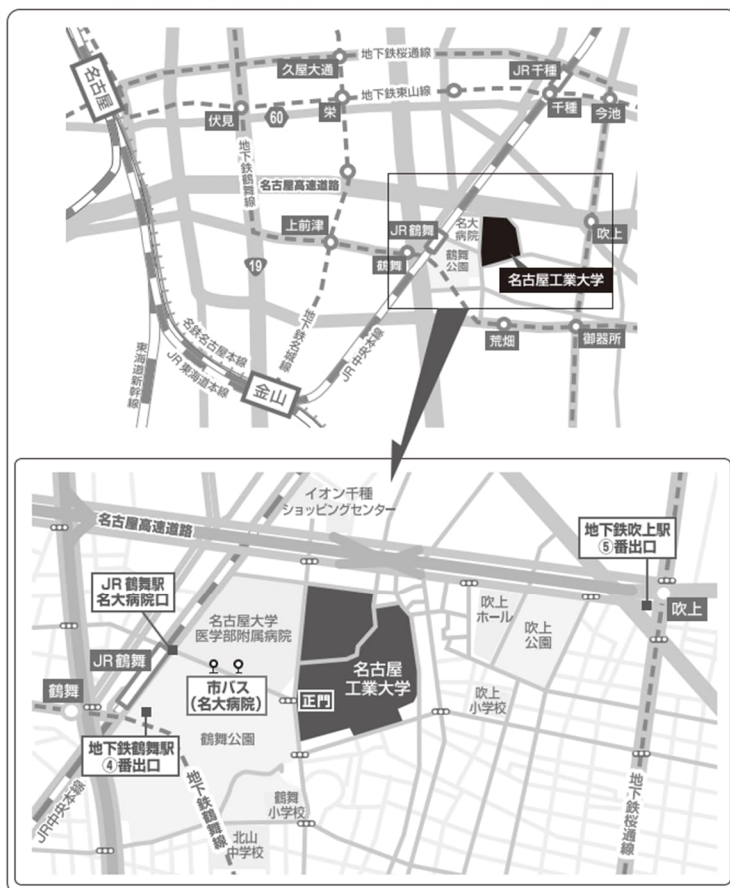 地下鉄桜通線
久屋大通
JR千種
名古屋
地下鉄東山線
栄
千種
今池
伏見
60
地下鉄鶴舞線
名古屋高速道路
上前津
JR鶴舞
名大
病院
吹上
鶴舞
鶴舞
公園
19
名古屋工業大学
地下鉄名城線
JR中央本線
名鉄名古屋本線
JR東海道本線
東海道新幹線
荒畑
御器所
金山
イオン千種
ショッピングセンター
名古屋高速道路
地下鉄吹上駅
⑤番出口
JR鶴舞駅
名大病院口
吹上
名古屋大学
医学部附属病院
吹上
ホール
吹上
公園
JR鶴舞
名古屋
工業大学
市バス
(名大病院)
正門
鶴舞
吹上
小学校
地下鉄鶴舞駅
④番出口
鶴舞公園
JR中央本線
地下鉄鶴舞線
鶴舞
小学校
地下鉄桜通線
北山
中学校